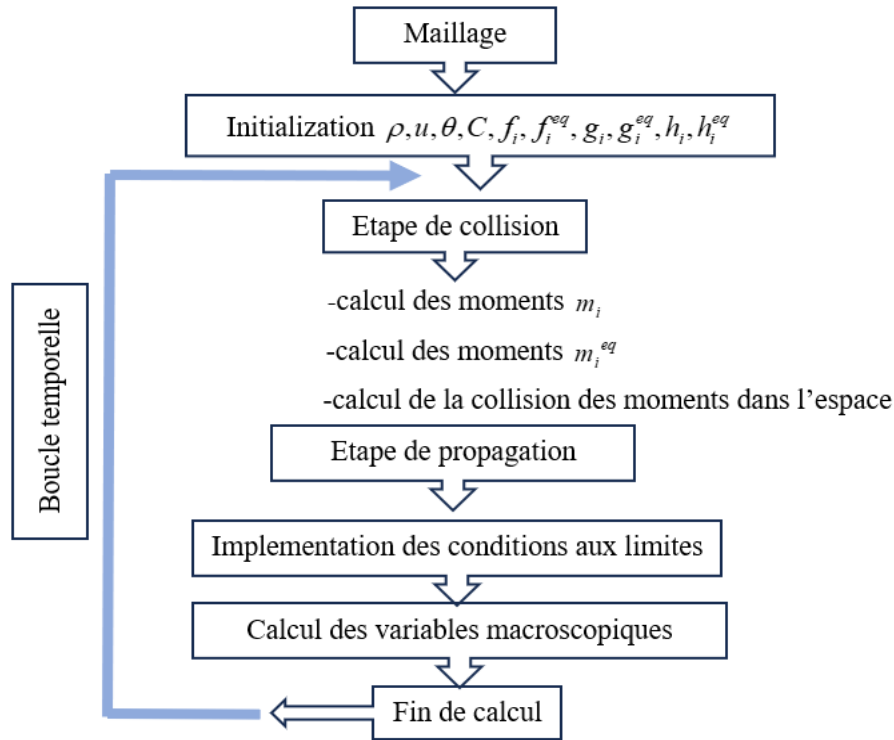 Maillage
Initialization ρ, u, θ, C, f_i, f_i^{eq}, g_i, g_i^{eq}, h_i, h_i^{eq}
Etape de collision
-calcul des moments m_i
-calcul des moments m_i^{eq}
-calcul de la collision des moments dans l’espace
Etape de propagation
Implementation des conditions aux limites
Calcul des variables macroscopiques
Fin de calcul
Boucle temporelle